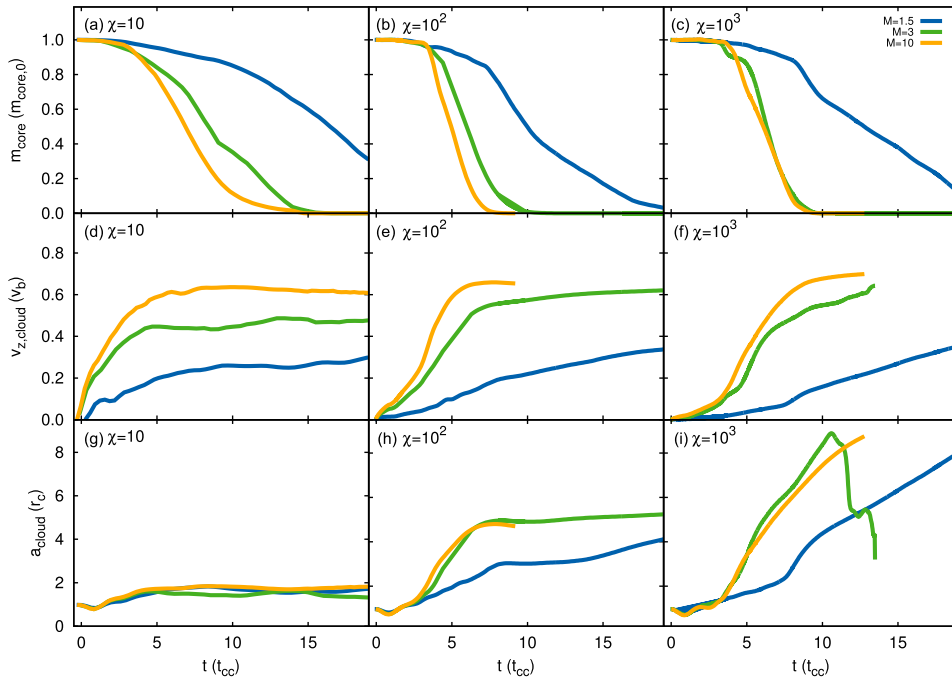 (a) χ=10
(b) χ=10²
(c) χ=10³
M=1.5
M=3
M=10
m_core (m_core,0)
1.0
0.8
0.6
0.4
0.2
0.0
(d) χ=10
(e) χ=10²
(f) χ=10³
v_z,cloud (v_b)
0.8
0.6
0.4
0.2
0.0
(g) χ=10
(h) χ=10²
(i) χ=10³
a_cloud (r_c)
8
6
4
2
0
0 5 10 15
0 5 10 15
0 5 10 15
t (t_cc)
t (t_cc)
t (t_cc)